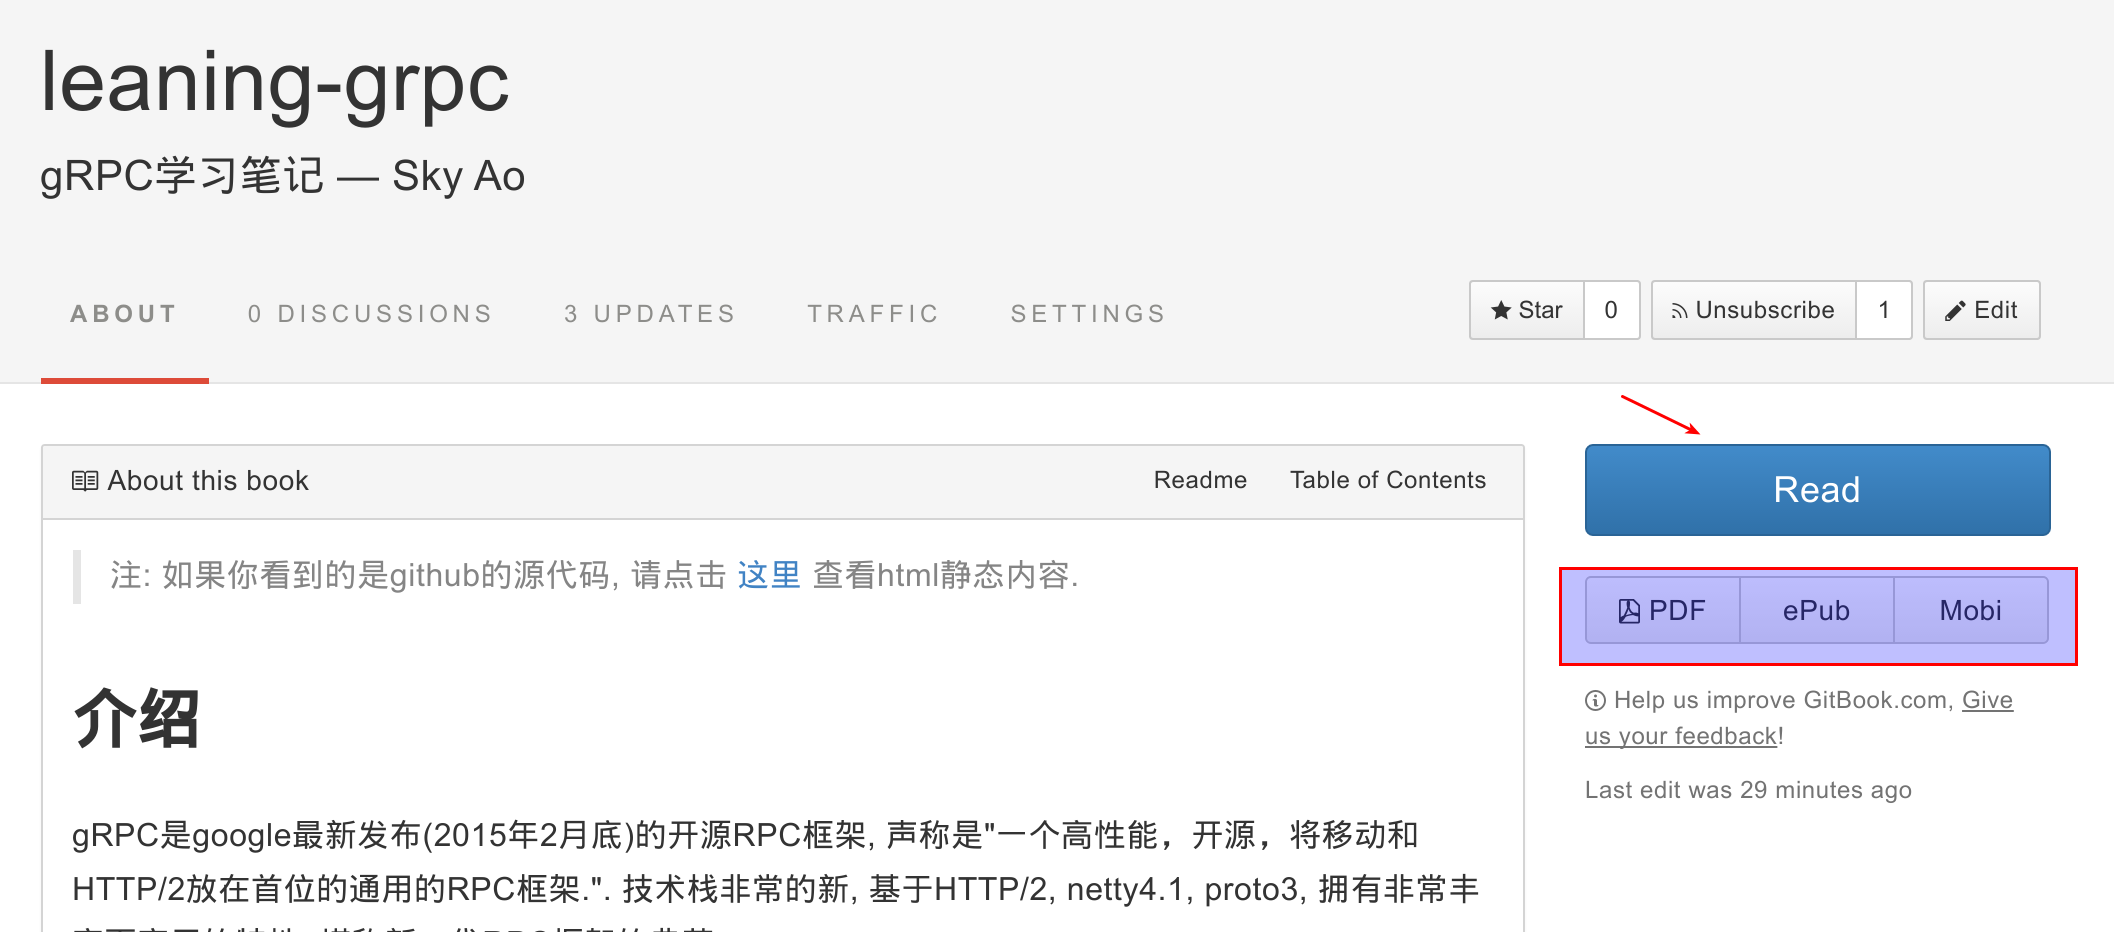 leaning-grpc
gRPC学习笔记 — Sky Ao
ABOUT 0 DISCUSSIONS 3 UPDATES TRAFFIC SETTINGS
Star 0 Unsubscribe 1 Edit
About this book Readme Table of Contents
Read
注: 如果你看到的是github的源代码, 请点击 这里 查看html静态内容.
PDF ePub Mobi
介绍
Help us improve GitBook.com, Give
us your feedback!
Last edit was 29 minutes ago
gRPC是google最新发布(2015年2月底)的开源RPC框架, 声称是"一个高性能，开源，将移动和
HTTP/2放在首位的通用的RPC框架.". 技术栈非常的新, 基于HTTP/2, netty4.1, proto3, 拥有非常丰